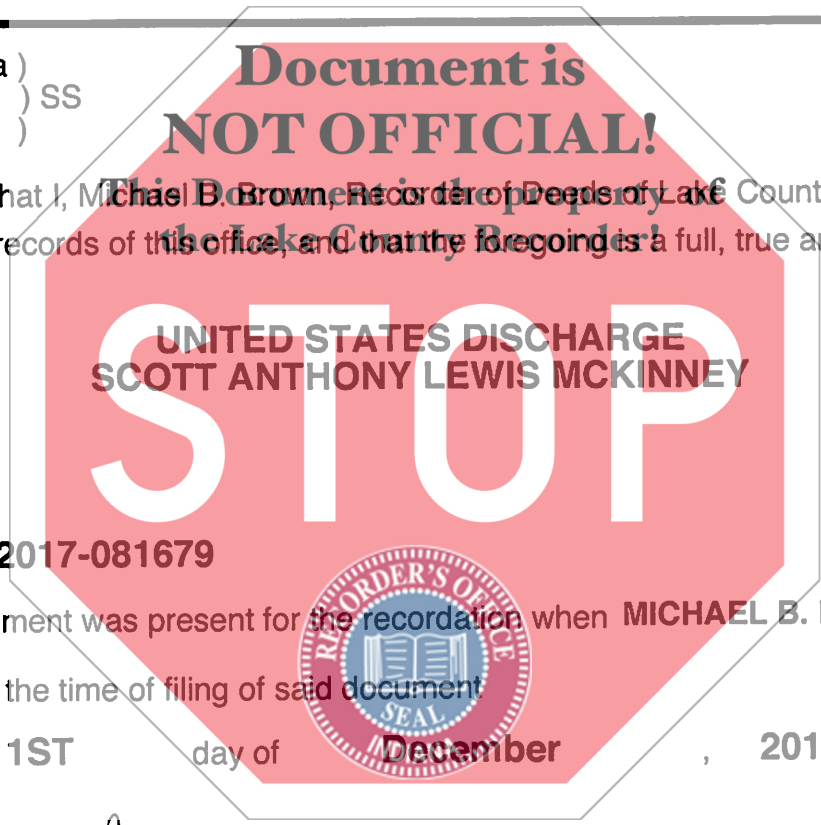 Document is
a )
) SS
NOT OFFICIAL!
)
This Document is the property of
hat I, Michael B. Brown, Recorder of Deeds of Lake Count
the Lake County Recorder!
records of this office, and that the foregoing is a full, true a
UNITED STATES DISCHARGE
SCOTT ANTHONY LEWIS MCKINNEY
STOP
2017-081679
RECORDER'S OFFICE
ment was present for the recordation when MICHAEL B.
the time of filing of said document
SEAL
INDIANA
1ST day of December , 201